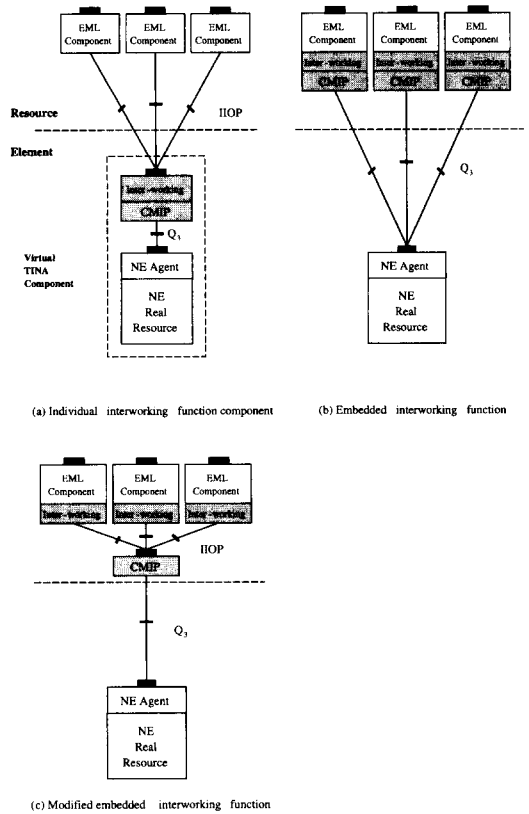 EML
Component
EML
Component
EML
Component
Resource
IIOP
Element
Inter-working
CMIP
Q3
Virtual
TINA
Component
NE Agent
NE
Real
Resource
(a) Individual interworking function component
EML
Component
Inter-working
CMIP
EML
Component
Inter-working
CMIP
EML
Component
Inter-working
CMIP
Q3
NE Agent
NE
Real
Resource
(b) Embedded interworking function
EML
Component
Inter-working
EML
Component
Inter-working
EML
Component
Inter-working
IIOP
CMIP
Q3
NE Agent
NE
Real
Resource
(c) Modified embedded interworking function